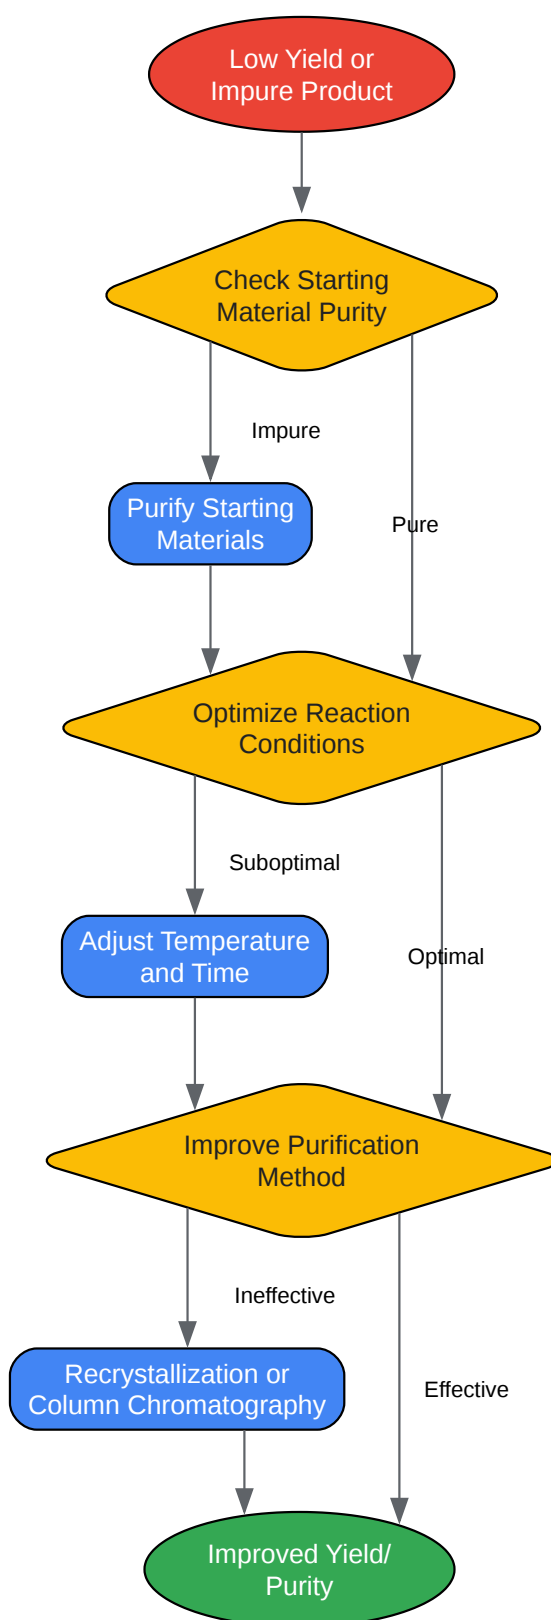 Low Yield or
Impure Product
Check Starting
Material Purity
Impure
Purify Starting
Materials
Pure
Optimize Reaction
Conditions
Suboptimal
Adjust Temperature
and Time
Optimal
Improve Purification
Method
Ineffective
Recrystallization or
Column Chromatography
Effective
Improved Yield/
Purity